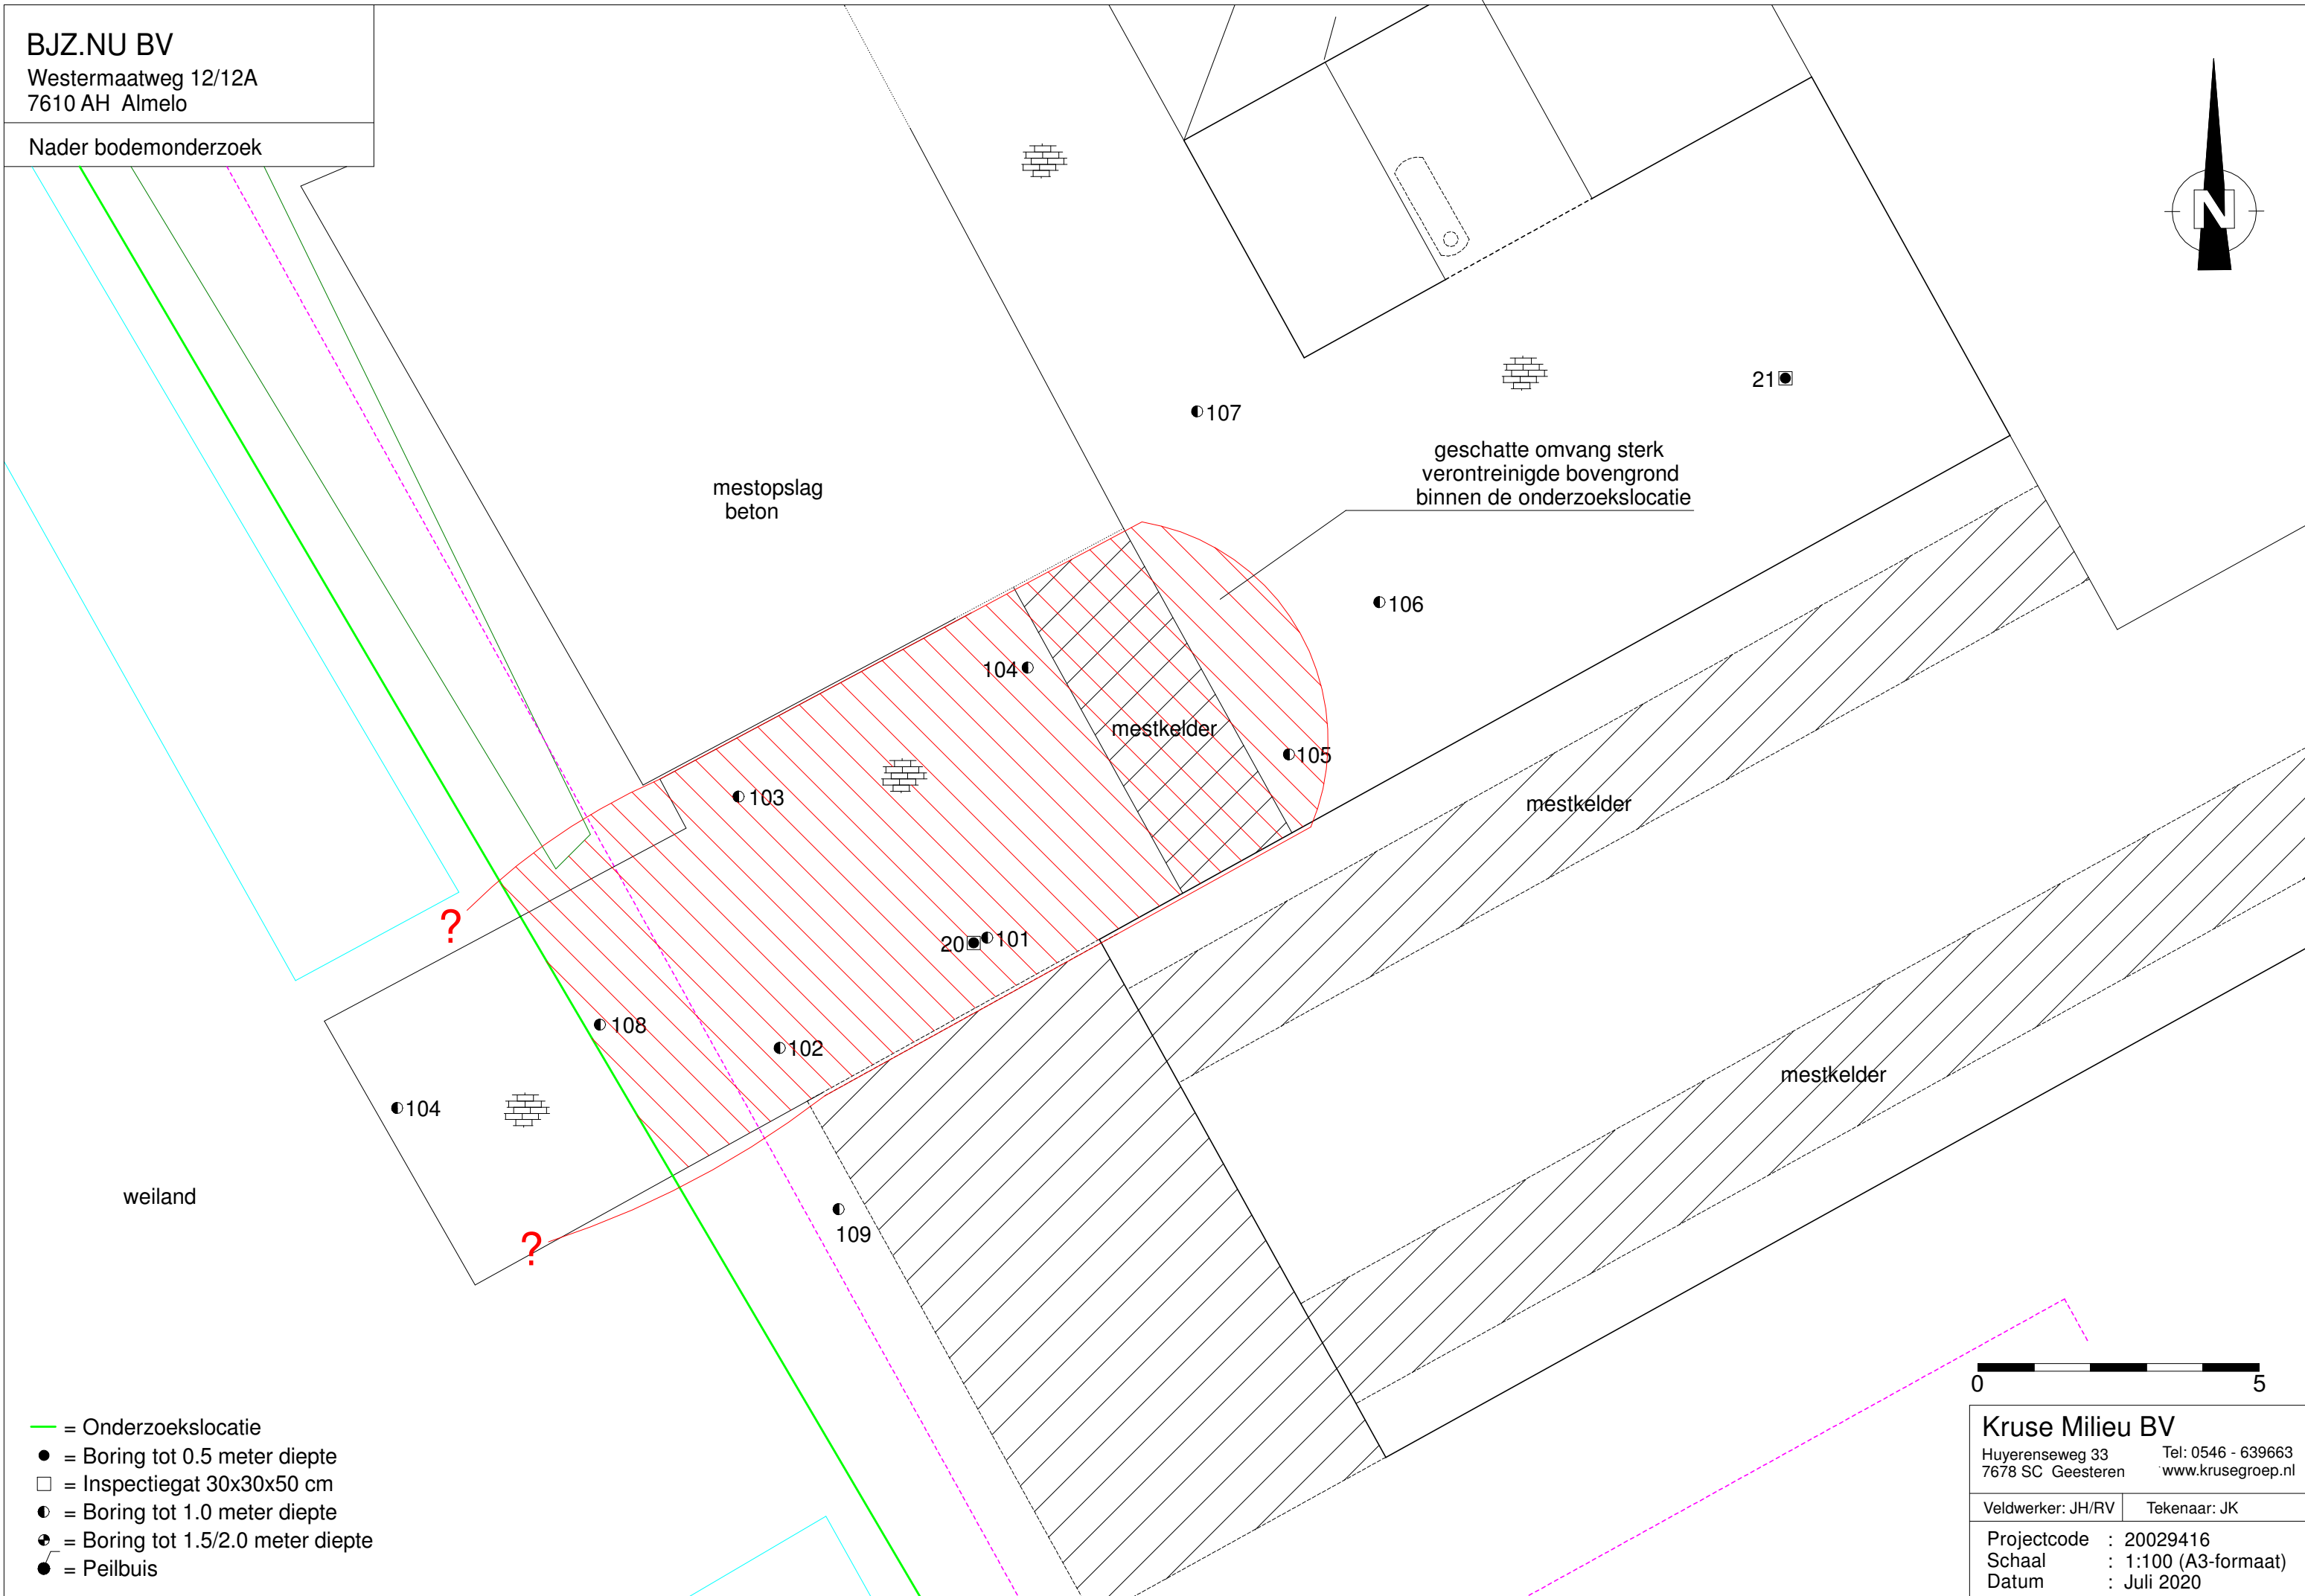 BJZ.NU BV
Westermaatweg 12/12A
7610 AH Almelo
Nader bodemonderzoek
N
21
107
geschatte omvang sterk
verontreinigde bovengrond
binnen de onderzoekslocatie
mestopslag
beton
106
104
mestkelder
105
103
mestkelder
?
20
101
108
102
mestkelder
104
weiland
109
?
0 5
= Onderzoekslocatie
= Boring tot 0.5 meter diepte
= Inspectiegat 30x30x50 cm
= Boring tot 1.0 meter diepte
= Boring tot 1.5/2.0 meter diepte
= Peilbuis
Kruse Milieu BV
Huyerenseweg 33 Tel: 0546 - 639663
7678 SC Geesteren www.krusegroep.nl
Veldwerker: JH/RV Tekenaar: JK
Projectcode : 20029416
Schaal : 1:100 (A3-formaat)
Datum : Juli 2020